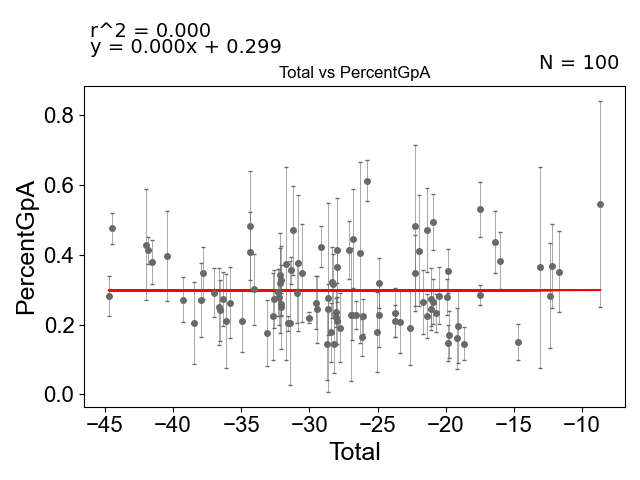 r^2 = 0.000
y = 0.000x + 0.299
N = 100
Total vs PercentGpA
PercentGpA
0.8
0.6
0.4
0.2
0.0
−45 −40 −35 −30 −25 −20 −15 −10
Total